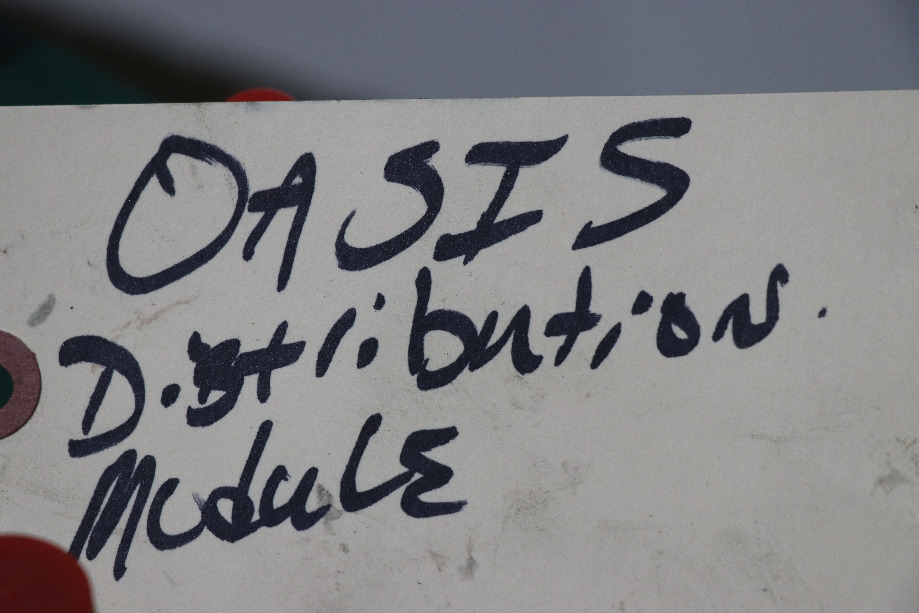 OASIS
Distribution.
ModulE